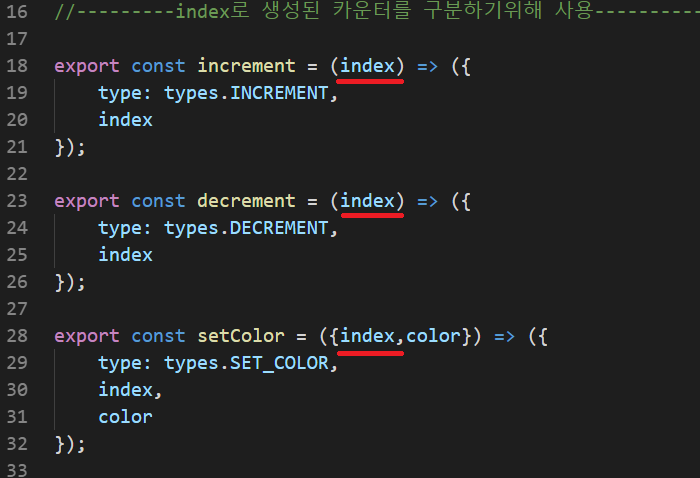 16 //---------index로 생성된 카운터를 구분하기위해 사용----------
17
18 export const increment = (index) => ({
19     type: types.INCREMENT,
20     index
21 });
22
23 export const decrement = (index) => ({
24     type: types.DECREMENT,
25     index
26 });
27
28 export const setColor = ({index,color}) => ({
29     type: types.SET_COLOR,
30     index,
31     color
32 });
33